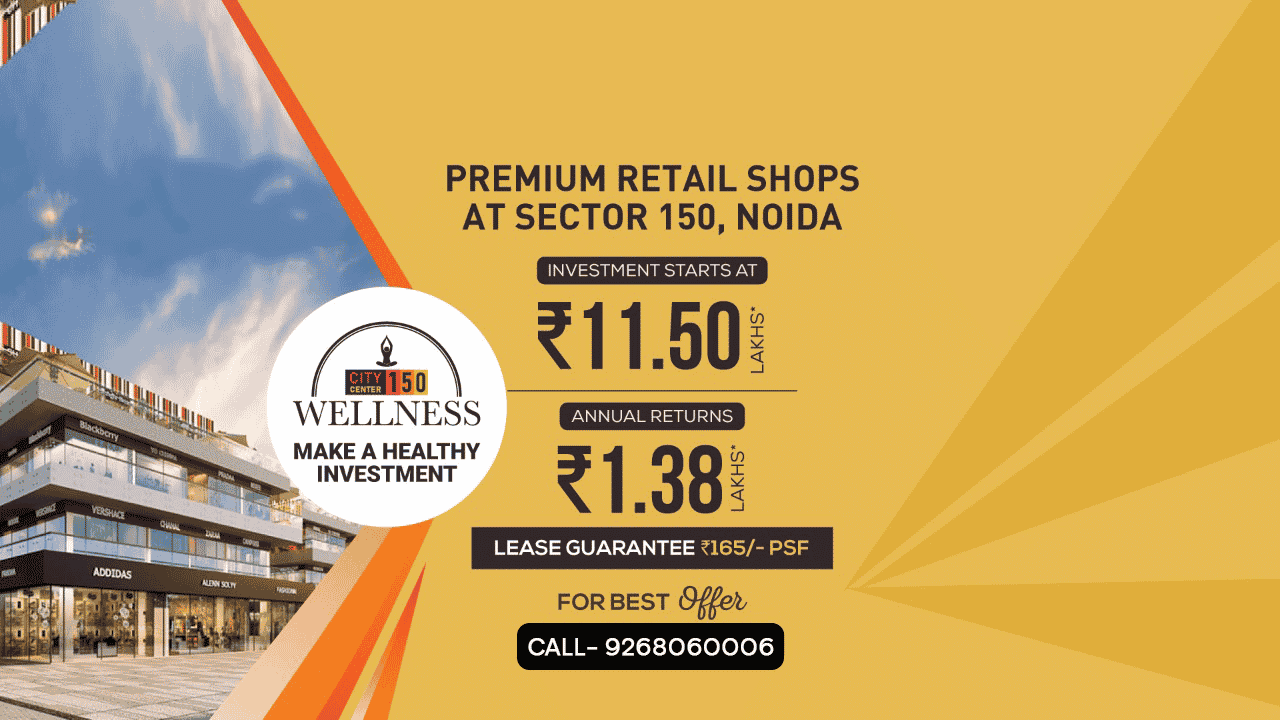 PREMIUM RETAIL SHOPS
AT SECTOR 150, NOIDA
INVESTMENT STARTS AT
₹11.50 LAKHS*
ANNUAL RETURNS
₹1.38 LAKHS*
LEASE GUARANTEE ₹165/- PSF
FOR BEST Offer
CALL- 9268060006
CITY CENTER 150
WELLNESS
MAKE A HEALTHY
INVESTMENT
Blackberry
VERSHACE
VERSHACE
CHANAL
ADDIDAS
ALENN SOLYY